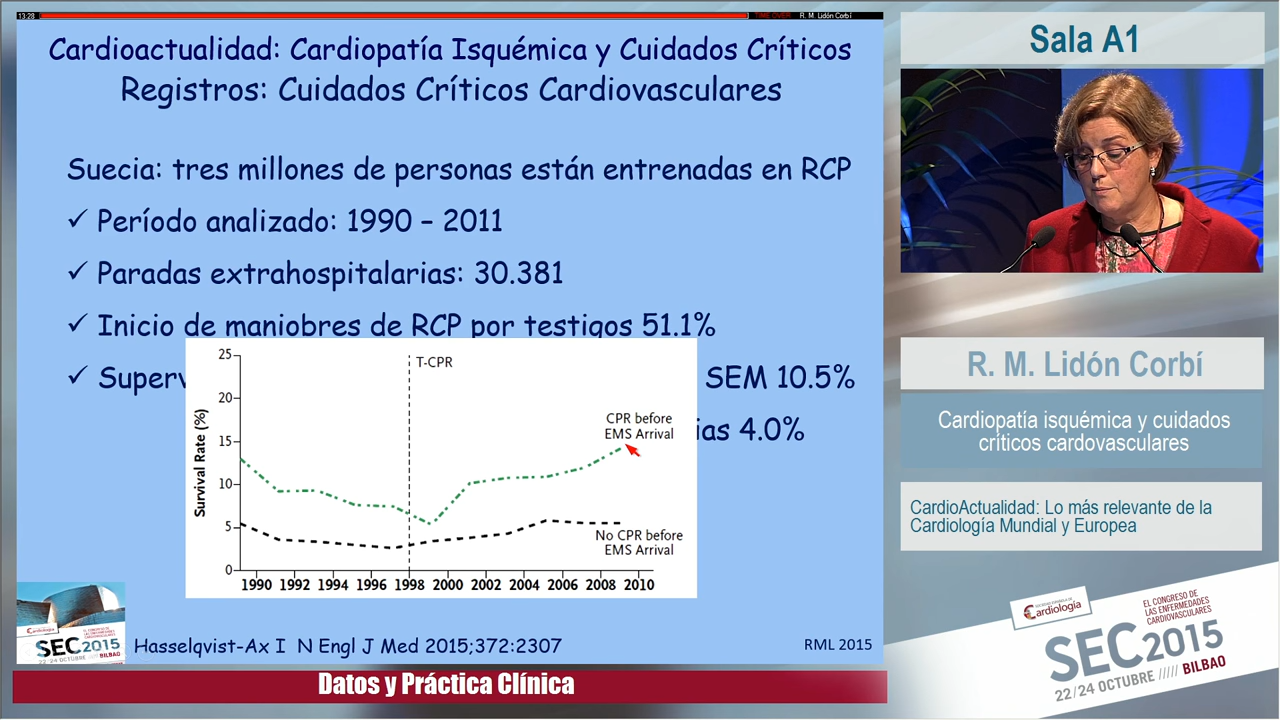 13:28
TIME OVER
R. M. Lidón Corbí
Cardioactualidad: Cardiopatía Isquémica y Cuidados Críticos
Registros: Cuidados Críticos Cardiovasculares
Suecia: tres millones de personas están entrenadas en RCP
✓ Período analizado: 1990 – 2011
✓ Paradas extrahospitalarias: 30.381
✓ Inicio de maniobres de RCP por testigos 51.1%
✓ Superv
SEM 10.5%
ias 4.0%
Survival Rate (%)
25
20
15
10
5
0
T-CPR
CPR before
EMS Arrival
No CPR before
EMS Arrival
1990 1992 1994 1996 1998 2000 2002 2004 2006 2008 2010
Cardiología
SEC2015
22/24 OCTUBRE //// BILBAO
Hasselqvist-Ax I N Engl J Med 2015;372:2307
RML 2015
Datos y Práctica Clínica
Sala A1
R. M. Lidón Corbí
Cardiopatía isquémica y cuidados
críticos cardovasculares
CardioActualidad: Lo más relevante de la
Cardiología Mundial y Europea
SOCIEDAD ESPAÑOLA DE
Cardiología
EL CONGRESO DE
LAS ENFERMEDADES
CARDIOVASCULARES
SEC2015
22/24 OCTUBRE ///// BILBAO